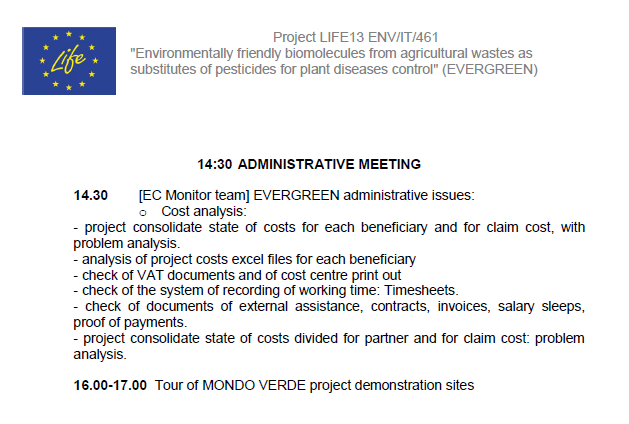 Life
Project LIFE13 ENV/IT/461
"Environmentally friendly biomolecules from agricultural wastes as
substitutes of pesticides for plant diseases control" (EVERGREEN)
14:30 ADMINISTRATIVE MEETING
14.30 [EC Monitor team] EVERGREEN administrative issues:
o Cost analysis:
- project consolidate state of costs for each beneficiary and for claim cost, with
problem analysis.
- analysis of project costs excel files for each beneficiary
- check of VAT documents and of cost centre print out
- check of the system of recording of working time: Timesheets.
- check of documents of external assistance, contracts, invoices, salary sleeps,
proof of payments.
- project consolidate state of costs divided for partner and for claim cost: problem
analysis.
16.00-17.00 Tour of MONDO VERDE project demonstration sites